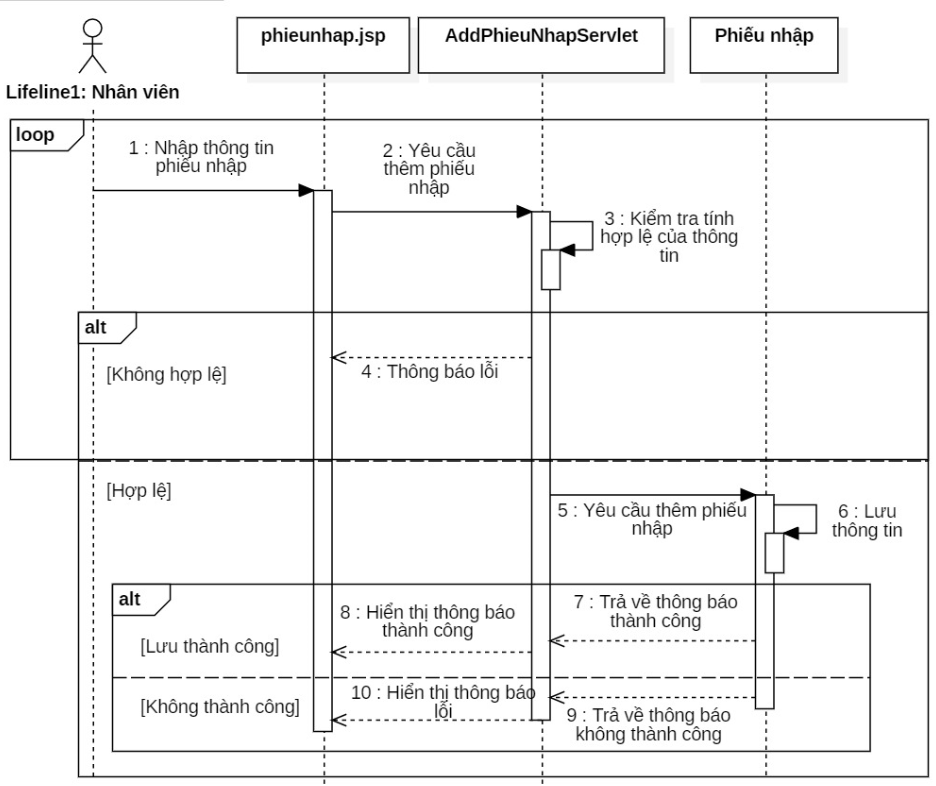 phieunhap.jsp
AddPhieuNhapServlet
Phiếu nhập
Lifeline1: Nhân viên
loop
1 : Nhập thông tin
phiếu nhập
2 : Yêu cầu
thêm phiếu
nhập
3 : Kiểm tra tính
hợp lệ của thông
tin
alt
[Không hợp lệ]
4 : Thông báo lỗi
[Hợp lệ]
5 : Yêu cầu thêm phiếu
nhập
6 : Lưu
thông tin
alt
7 : Trả về thông báo
thành công
8 : Hiển thị thông báo
thành công
[Lưu thành công]
[Không thành công]
10 : Hiển thị thông báo
lỗi
9 : Trả về thông báo
không thành công